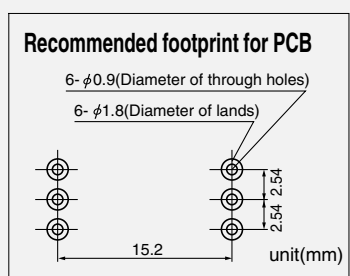 Recommended footprint for PCB
6- ϕ0.9(Diameter of through holes)
6- ϕ1.8(Diameter of lands)
2.54
2.54
15.2
unit(mm)